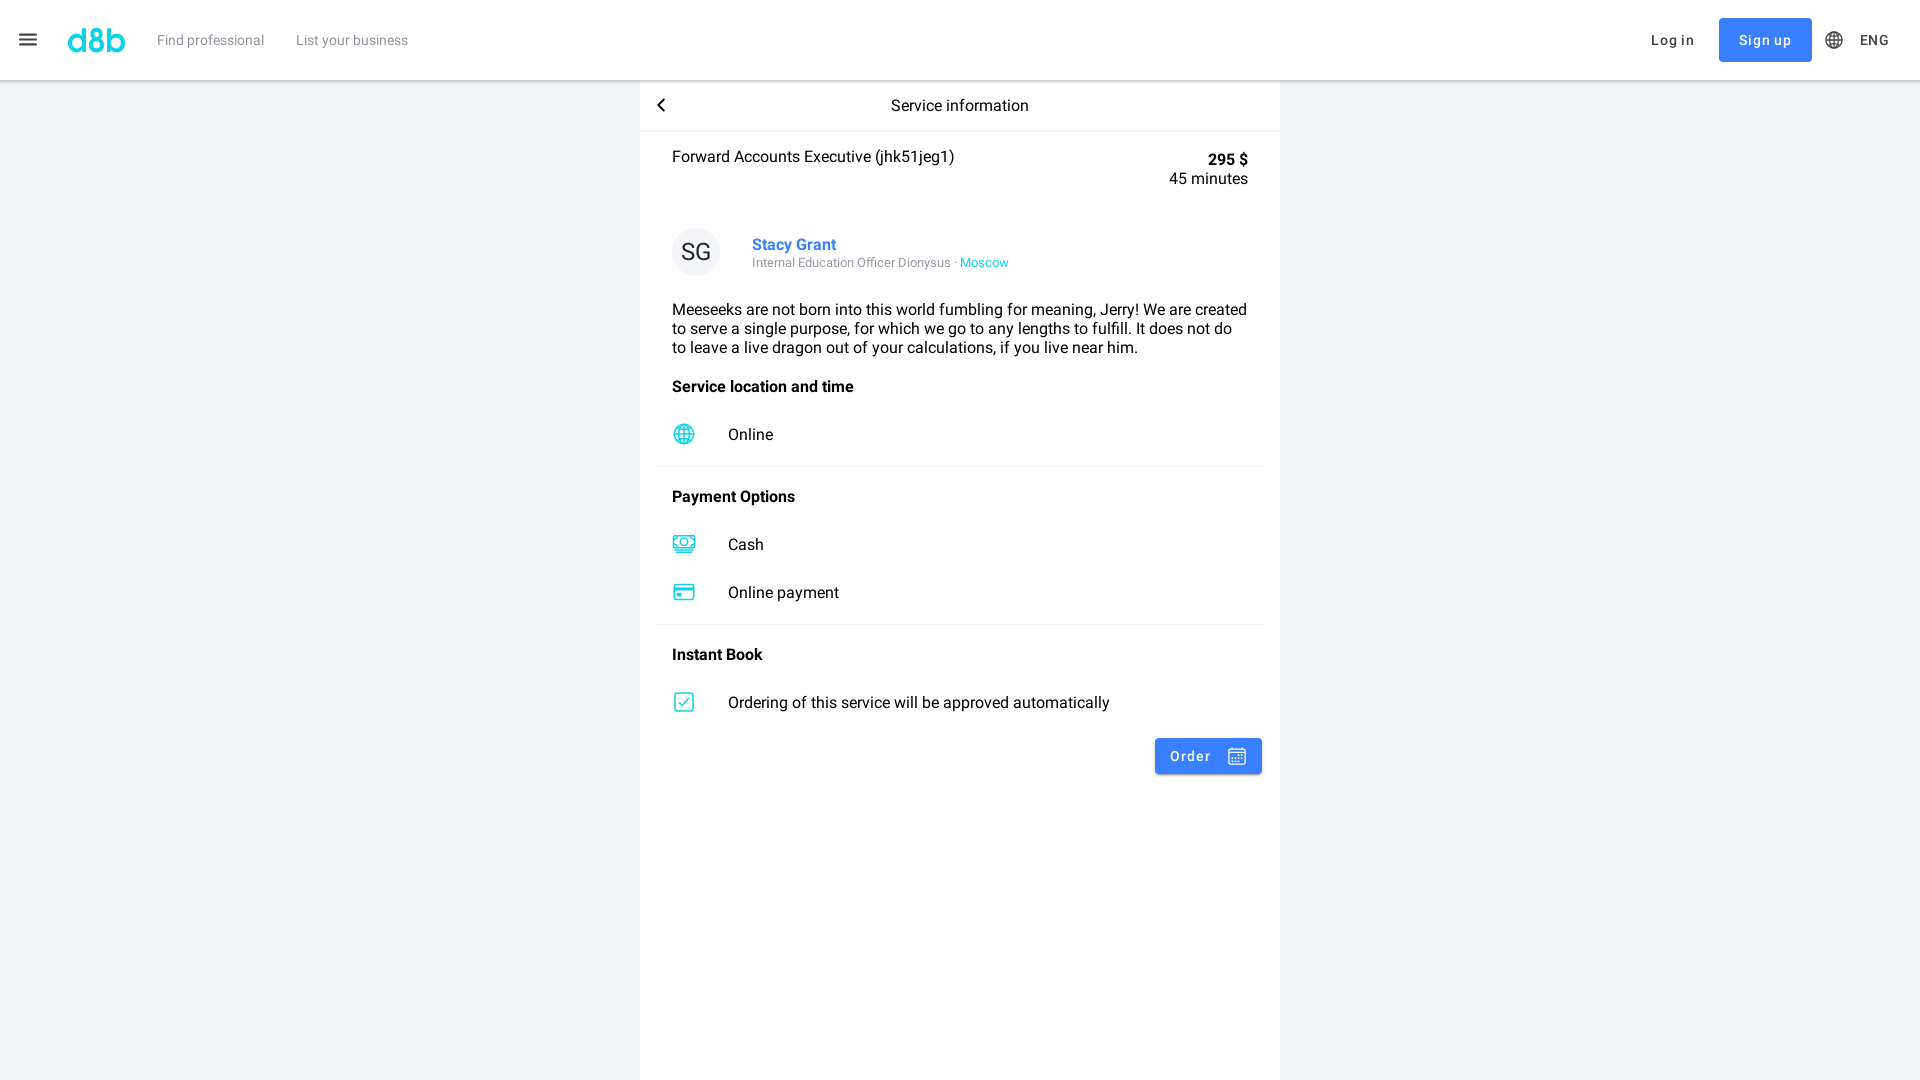 d8b
Find professional
List your business
Log in
Sign up
ENG
Service information
Forward Accounts Executive (jhk51jeg1)
295 $
45 minutes
SG
Stacy Grant
Internal Education Officer Dionysus · Moscow
Meeseeks are not born into this world fumbling for meaning, Jerry! We are created
to serve a single purpose, for which we go to any lengths to fulfill. It does not do
to leave a live dragon out of your calculations, if you live near him.
Service location and time
Online
Payment Options
Cash
Online payment
Instant Book
Ordering of this service will be approved automatically
Order